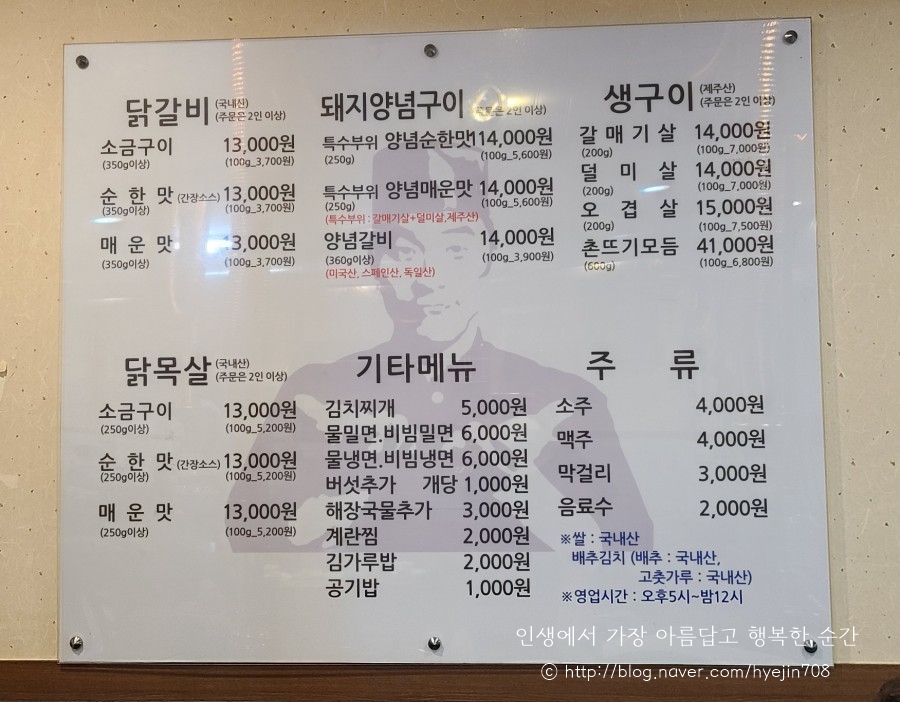 닭갈비 (국내산)
(주문은 2인 이상)
소금구이 13,000원
(350g이상) (100g_3,700원)
순 한 맛 (간장소스) 13,000원
(350g이상) (100g_3,700원)
매 운 맛 13,000원
(350g이상) (100g_3,700원)
돼지양념구이 (주문은 2인 이상)
특수부위 양념순한맛 14,000원
(250g) (100g_5,600원)
특수부위 양념매운맛 14,000원
(250g) (100g_5,600원)
(특수부위 : 갈매기살+덜미살,제주산)
양념갈비 14,000원
(360g이상) (100g_3,900원)
(미국산, 스페인산, 독일산)
생구이 (제주산)
(주문은 2인 이상)
갈 매 기 살 14,000원
(200g) (100g_7,000원)
덜 미 살 14,000원
(200g) (100g_7,000원)
오 겹 살 15,000원
(200g) (100g_7,500원)
촌뜨기모듬 41,000원
(600g) (100g_6,800원)
닭목살 (국내산)
(주문은 2인 이상)
소금구이 13,000원
(250g이상) (100g_5,200원)
순 한 맛 (간장소스) 13,000원
(250g이상) (100g_5,200원)
매 운 맛 13,000원
(250g이상) (100g_5,200원)
기타메뉴
김치찌개 5,000원
물밀면.비빔밀면 6,000원
물냉면.비빔냉면 6,000원
버섯추가 개당 1,000원
해장국물추가 3,000원
계란찜 2,000원
김가루밥 2,000원
공기밥 1,000원
주 류
소주 4,000원
맥주 4,000원
막걸리 3,000원
음료수 2,000원
※쌀 : 국내산
배추김치 (배추 : 국내산,
고춧가루 : 국내산)
※영업시간 : 오후5시~밤12시
인생에서 가장 아름답고 행복한 순간
© http://blog.naver.com/hyejin708